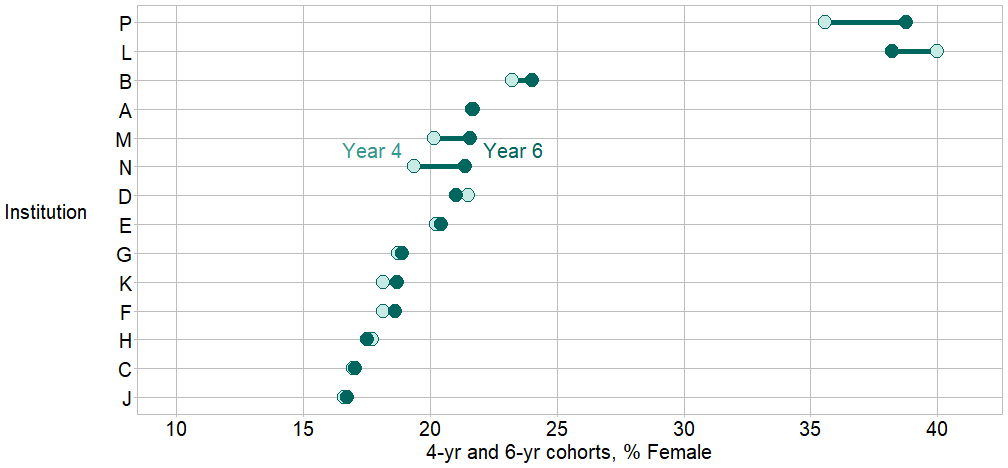 P
L
B
A
M
Year 4 Year 6
N
D
Institution
E
G
K
F
H
C
J
10 15 20 25 30 35 40
4-yr and 6-yr cohorts, % Female